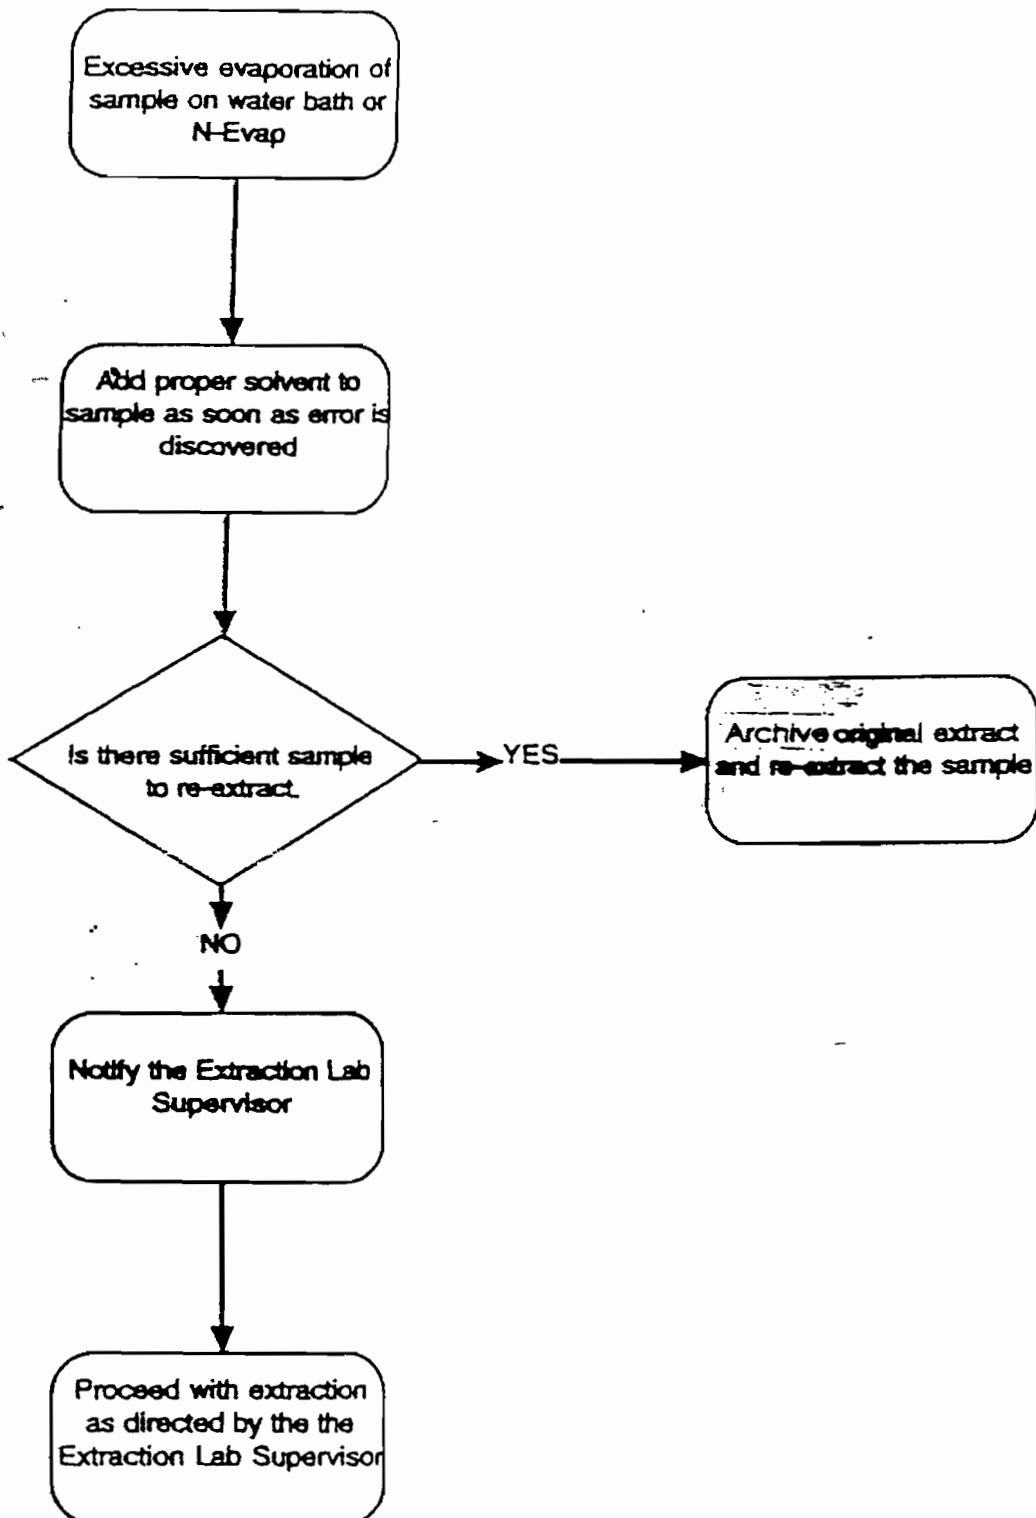 Excessive evaporation of
sample on water bath or
N-Evap
Add proper solvent to
sample as soon as error is
discovered
Is there sufficient sample
to re-extract.
YES
Archive original extract
and re-extract the sample
NO
Notify the Extraction Lab
Supervisor
Proceed with extraction
as directed by the the
Extraction Lab Supervisor